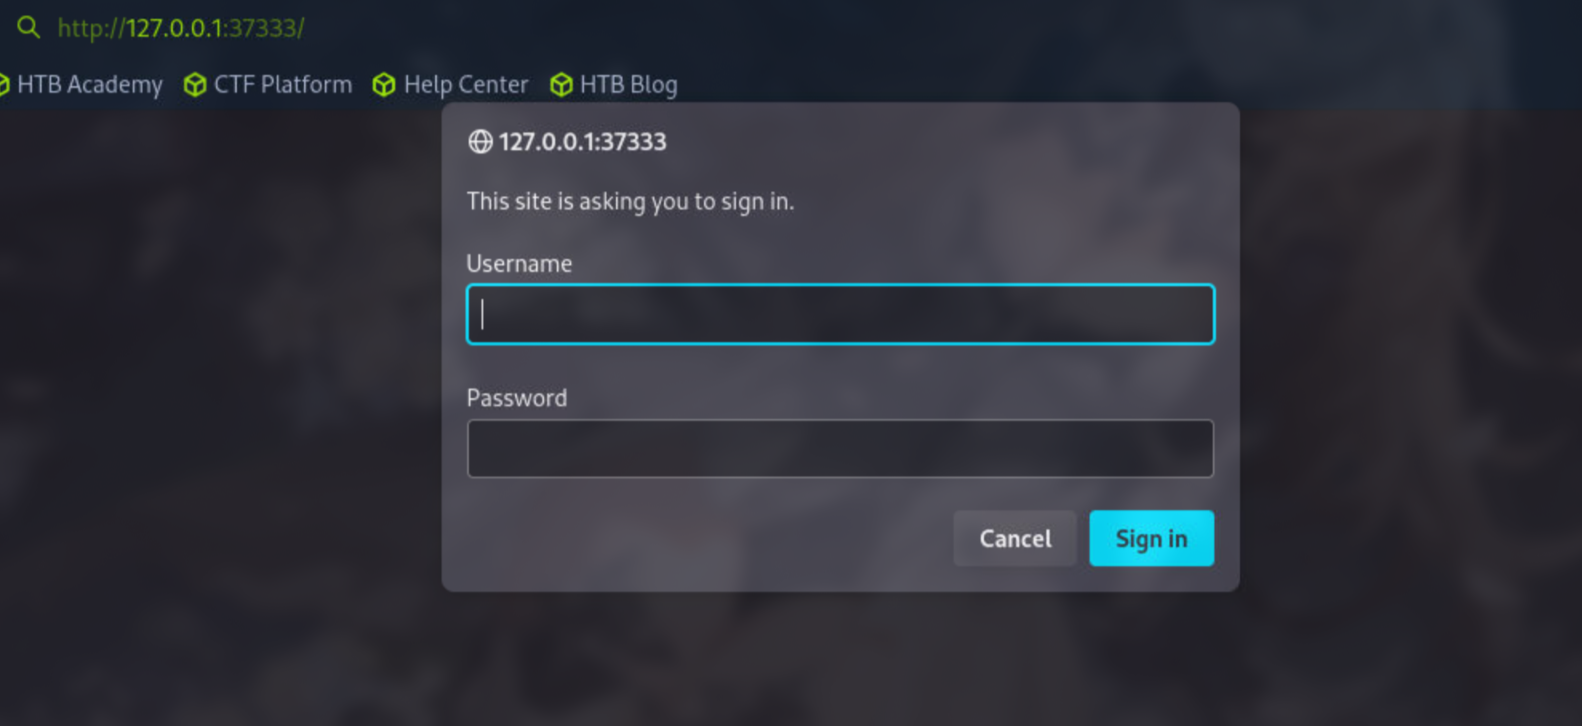 http://127.0.0.1:37333/
HTB Academy CTF Platform Help Center HTB Blog
127.0.0.1:37333
This site is asking you to sign in.
Username
Password
Cancel Sign in